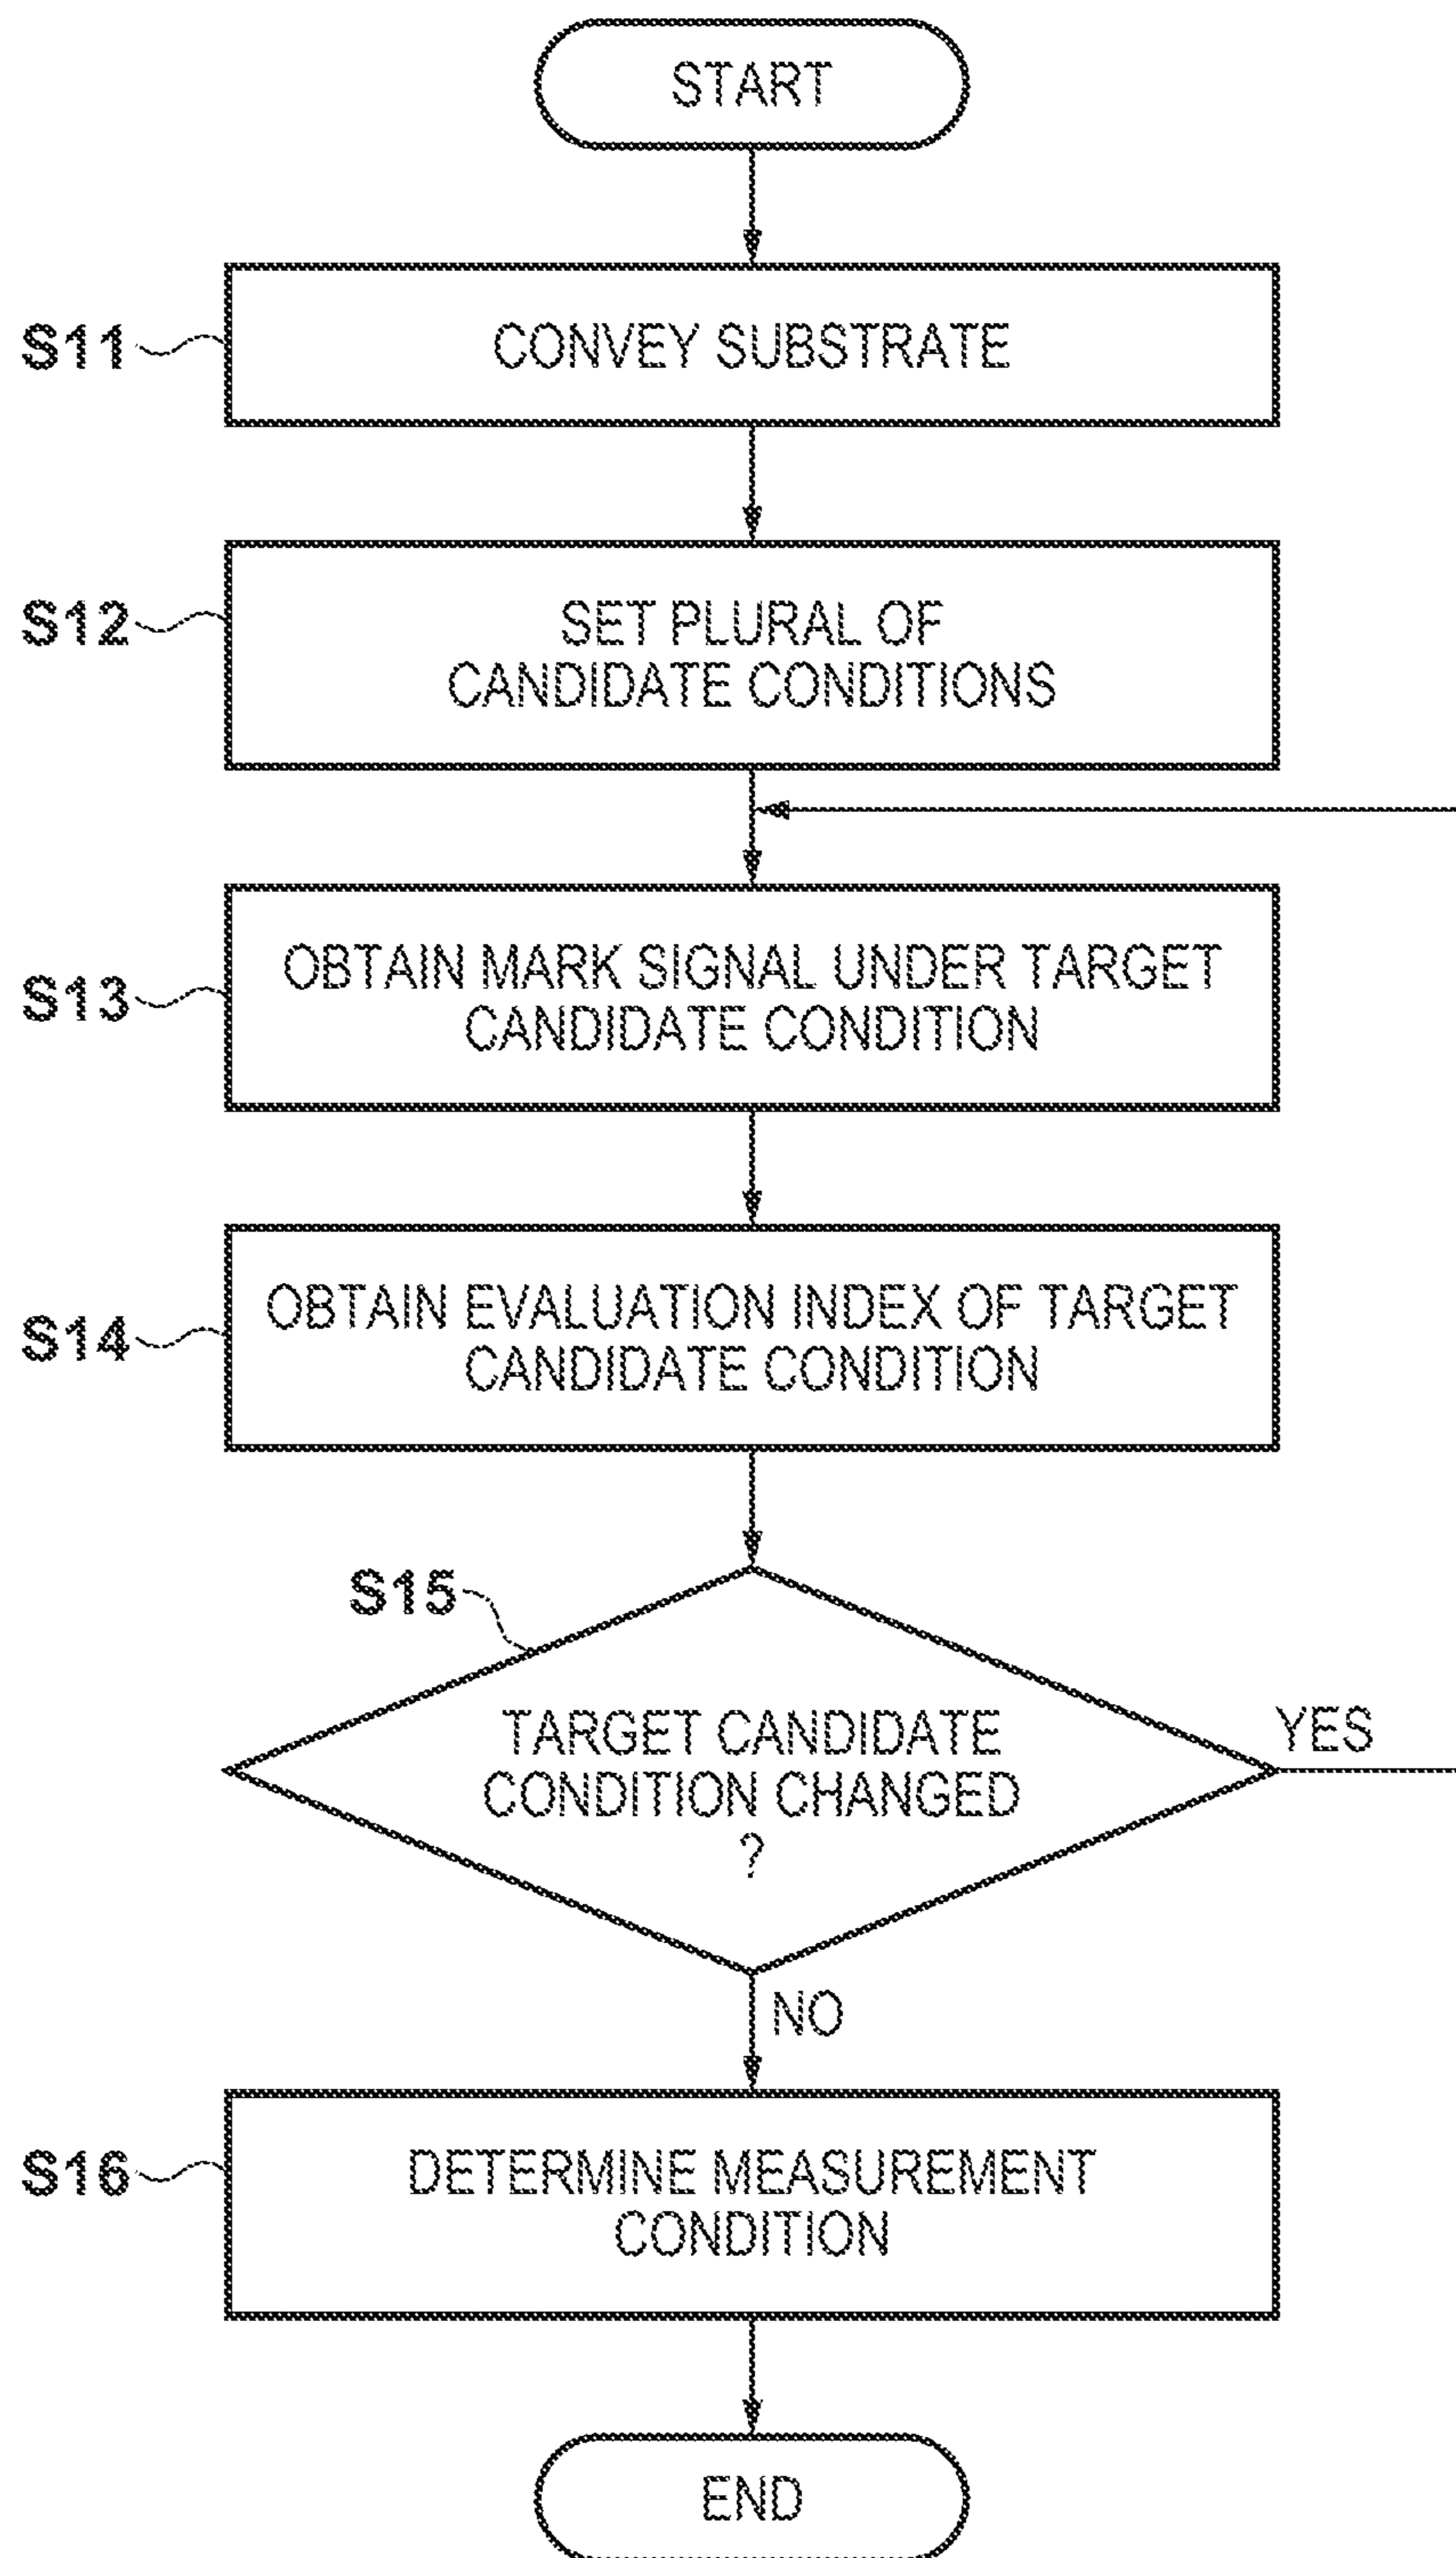 START
S11
CONVEY SUBSTRATE
S12
SET PLURAL OF
CANDIDATE CONDITIONS
S13
OBTAIN MARK SIGNAL UNDER TARGET
CANDIDATE CONDITION
S14
OBTAIN EVALUATION INDEX OF TARGET
CANDIDATE CONDITION
S15
TARGET CANDIDATE
CONDITION CHANGED
?
YES
NO
S16
DETERMINE MEASUREMENT
CONDITION
END